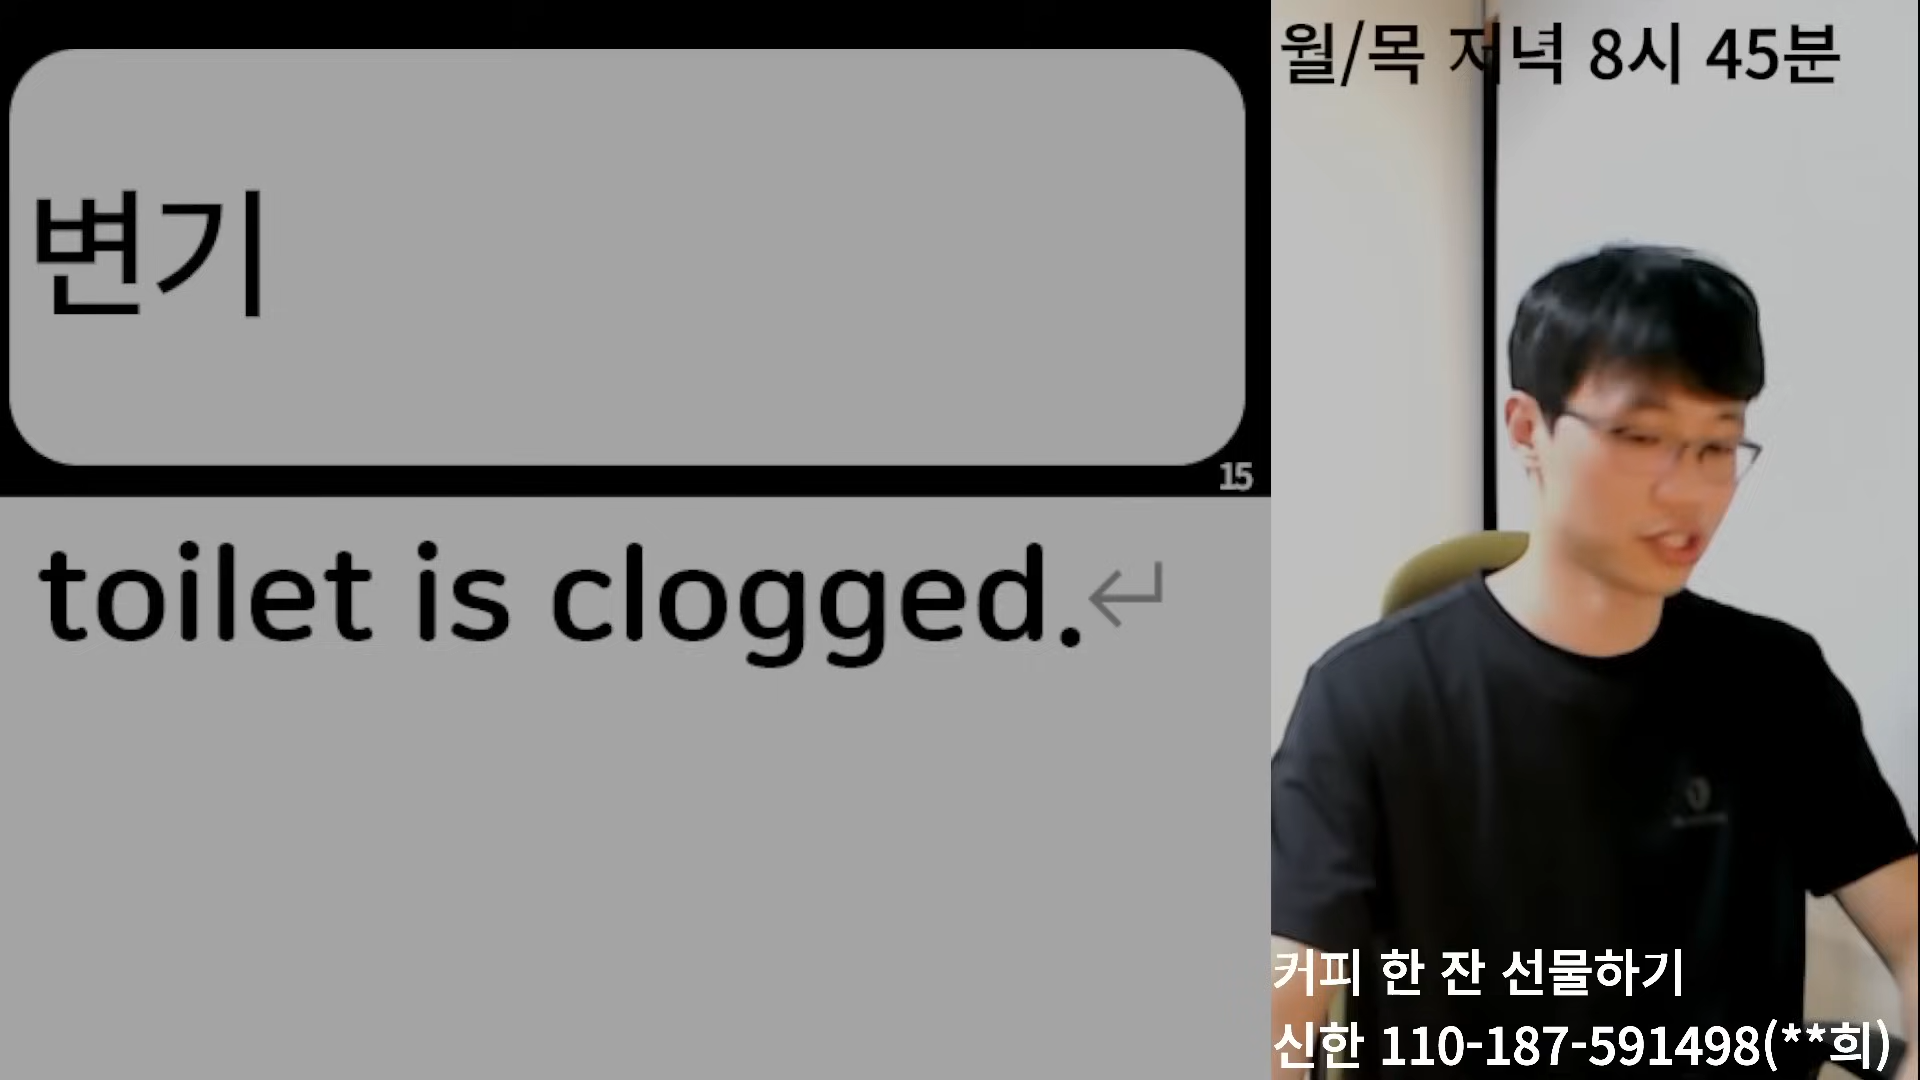 변기
15
toilet is clogged.↵
월/목 저녁 8시 45분
커피 한 잔 선물하기
신한 110-187-591498(**희)